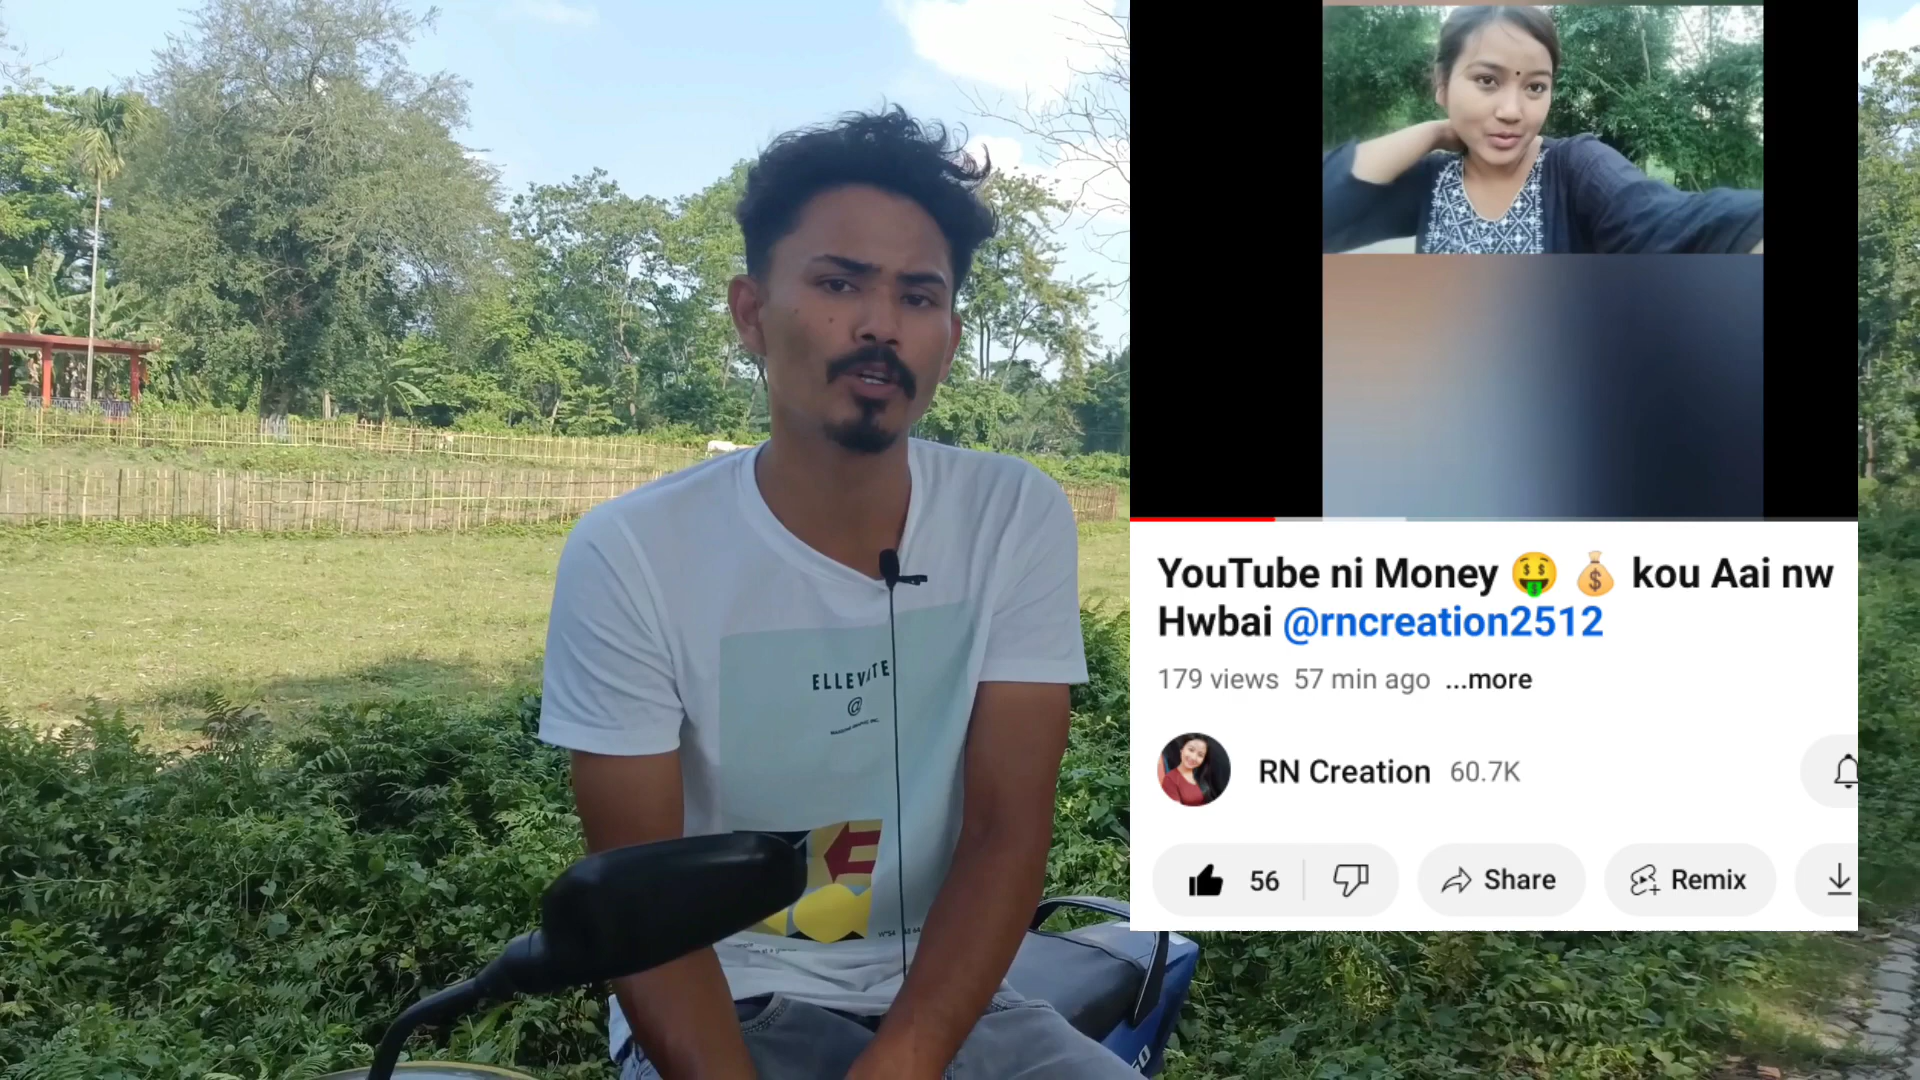 ELLEVATE
@
YouTube ni Money 🤑 💰 kou Aai nw
Hwbai @rncreation2512
179 views 57 min ago ...more
RN Creation 60.7K
56 Share Remix